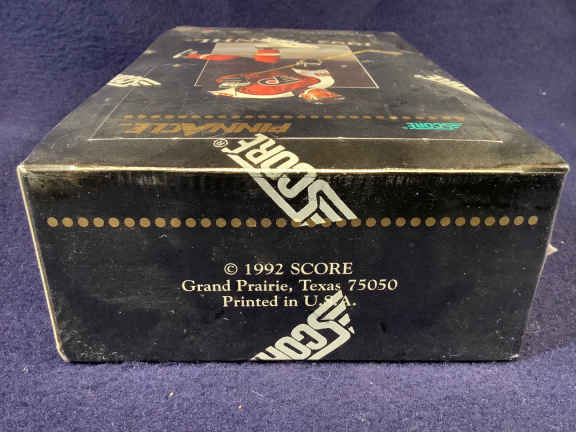 SCORE
PINNACLE
SCORE®
© 1992 SCORE
Grand Prairie, Texas 75050
Printed in U.S.A.
SCORE